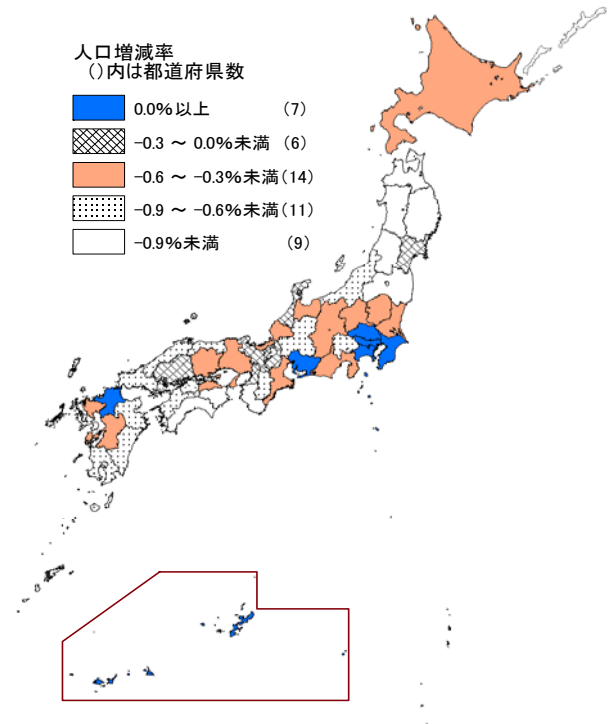 人口増減率
()内は都道府県数
0.0%以上 (7)
-0.3 ～ 0.0%未満 (6)
-0.6 ～ -0.3%未満(14)
-0.9 ～ -0.6%未満(11)
-0.9%未満 (9)